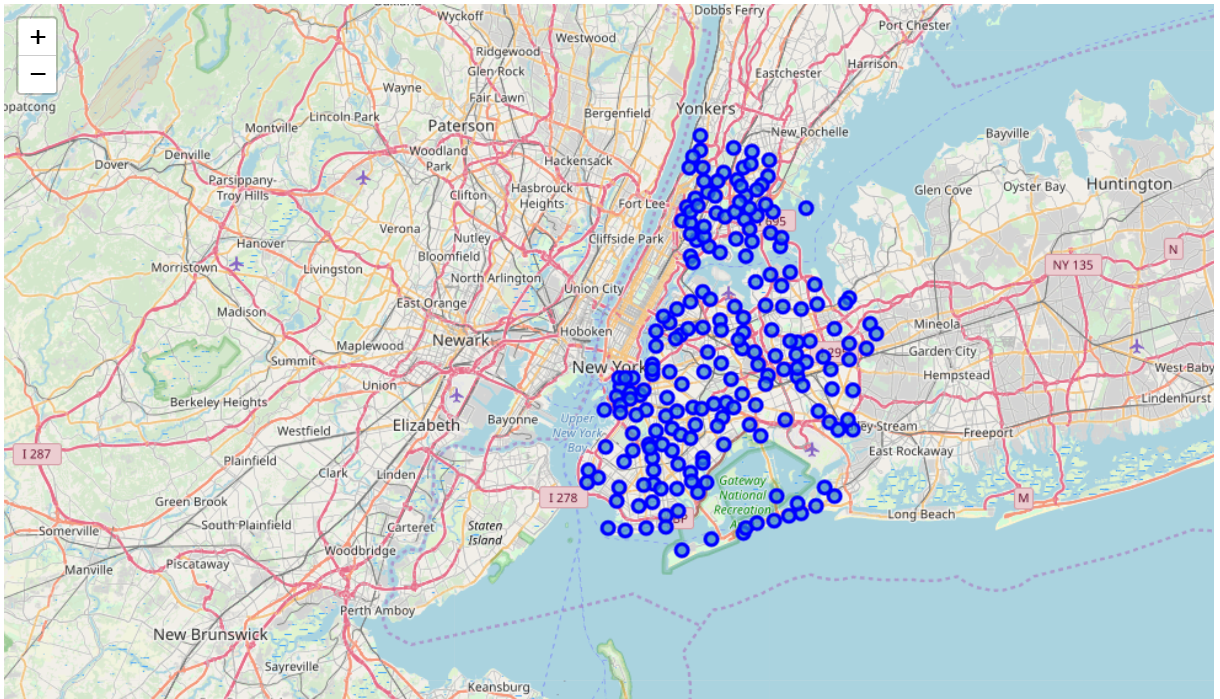 +
−
Wyckoff
Dobbs Ferry
Port Chester
Westwood
Ridgewood
Glen Rock
Eastchester
Harrison
Wayne
Fair Lawn
Lincoln Park
Bergenfield
Yonkers
Montville
Paterson
New Rochelle
Bayville
Denville
Woodland
Park
Hackensack
Dover
Parsippany-
Troy Hills
Clifton
Hasbrouck
Heights
Fort Lee
Glen Cove
Oyster Bay
Huntington
Verona
Nutley
Cliffside Park
Hanover
Bloomfield
N
Morristown
Livingston
North Arlington
NY 135
Union City
East Orange
Madison
Hoboken
Mineola
Maplewood
Newark
Garden City
Summit
New York
Union
Hempstead
West Baby
Berkeley Heights
Lindenhurst
Elizabeth
Bayonne
Upper
New York
Bay
Westfield
Freeport
I 287
East Rockaway
Plainfield
Clark
Linden
Gateway
National
Recreation
I 278
M
Green Brook
Long Beach
South Plainfield
Carteret
Staten
Island
Somerville
Woodbridge
Piscataway
Manville
Perth Amboy
New Brunswick
Sayreville
Keansburg